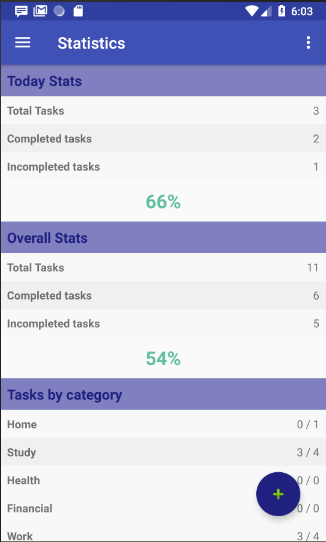 6:03
Statistics
Today Stats
Total Tasks 3
Completed tasks 2
Incompleted tasks 1
66%
Overall Stats
Total Tasks 11
Completed tasks 6
Incompleted tasks 5
54%
Tasks by category
Home 0 / 1
Study 3 / 4
Health 0 / 0
+
Financial 0 / 0
Work 3 / 4